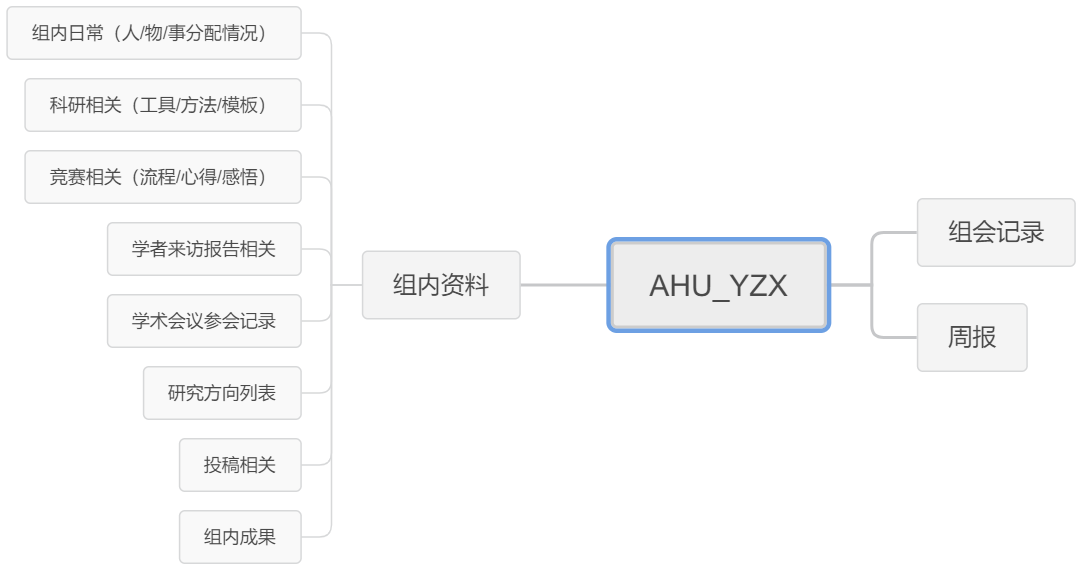 组内日常（人/物/事分配情况）
科研相关（工具/方法/模板）
竞赛相关（流程/心得/感悟）
学者来访报告相关
学术会议参会记录
研究方向列表
投稿相关
组内成果
组内资料
AHU_YZX
组会记录
周报